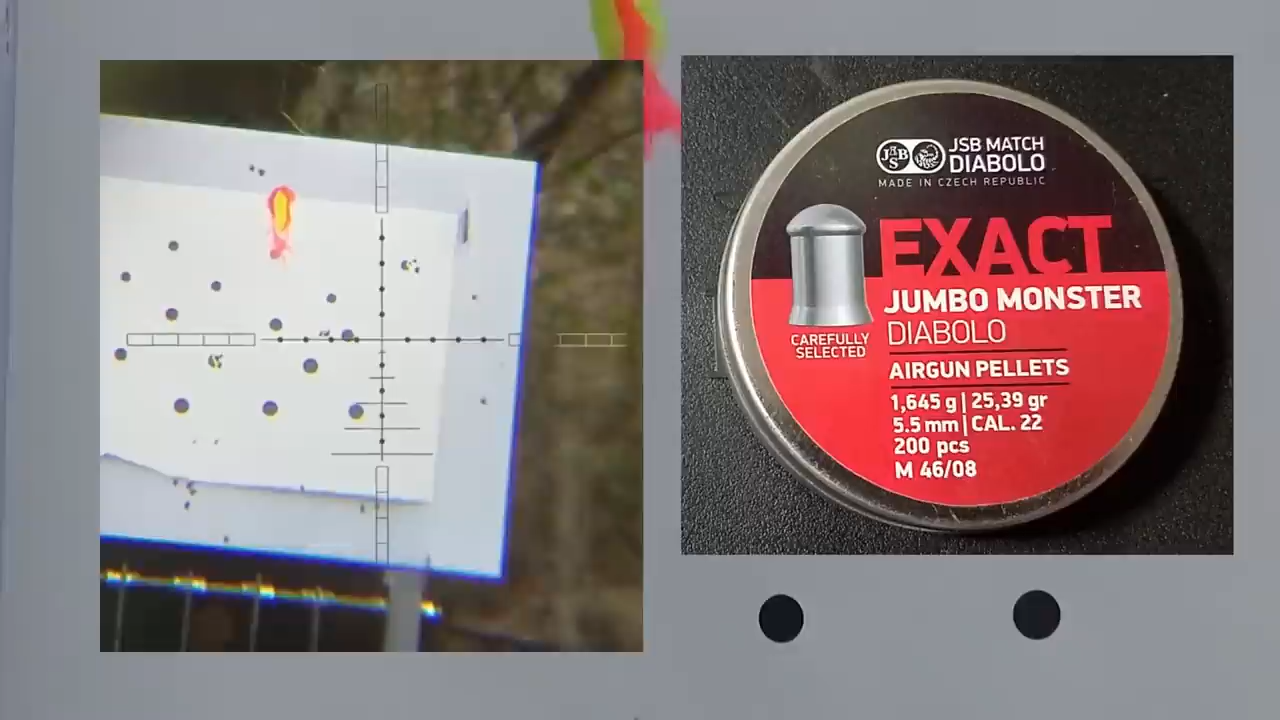 JSB
JSB MATCH
DIABOLO
MADE IN CZECH REPUBLIC
EXACT
JUMBO MONSTER
DIABOLO
CAREFULLY
SELECTED
AIRGUN PELLETS
1,645 g | 25,39 gr
5.5 mm | CAL. 22
200 pcs
M 46/08